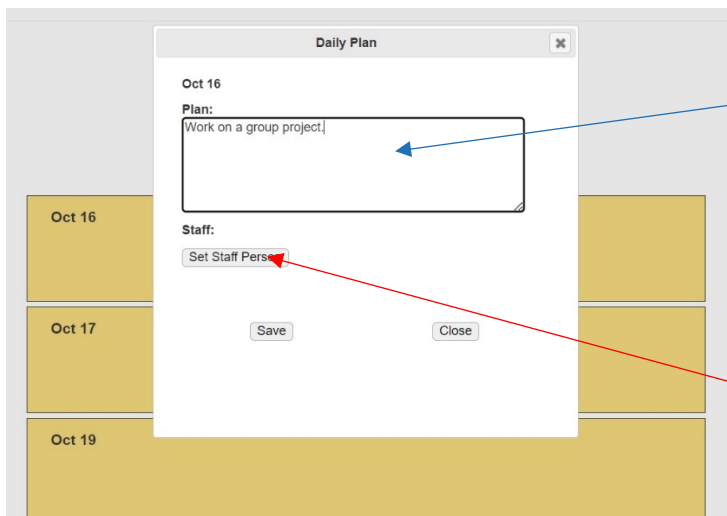 Daily Plan
Oct 16
Plan:
Work on a group project.
Oct 16
Staff:
Set Staff Person
Oct 17
Save
Close
Oct 19